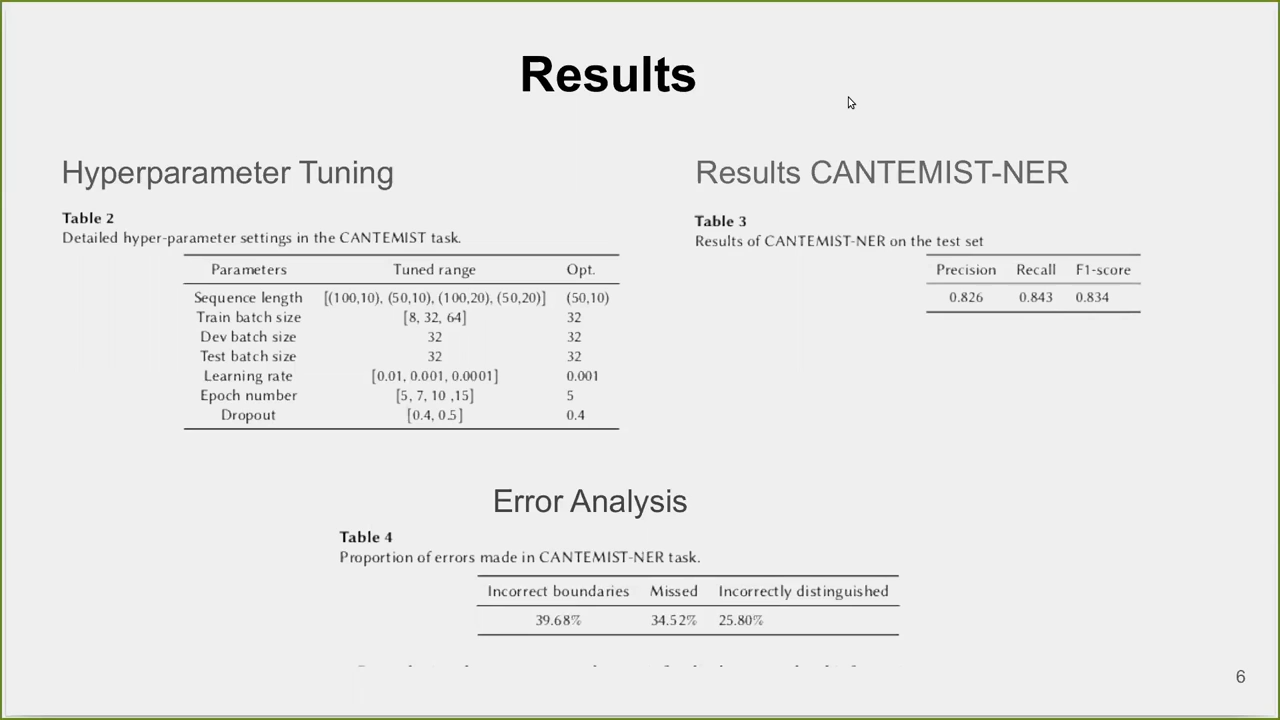 Results
Hyperparameter Tuning
Table 2
Detailed hyper-parameter settings in the CANTEMIST task.
Parameters Tuned range Opt.
Sequence length [(100,10), (50,10), (100,20), (50,20)] (50,10)
Train batch size [8, 32, 64] 32
Dev batch size 32 32
Test batch size 32 32
Learning rate [0.01, 0.001, 0.0001] 0.001
Epoch number [5, 7, 10 ,15] 5
Dropout [0.4, 0.5] 0.4
Results CANTEMIST-NER
Table 3
Results of CANTEMIST-NER on the test set
Precision Recall F1-score
0.826 0.843 0.834
Error Analysis
Table 4
Proportion of errors made in CANTEMIST-NER task.
Incorrect boundaries Missed Incorrectly distinguished
39.68% 34.52% 25.80%
6